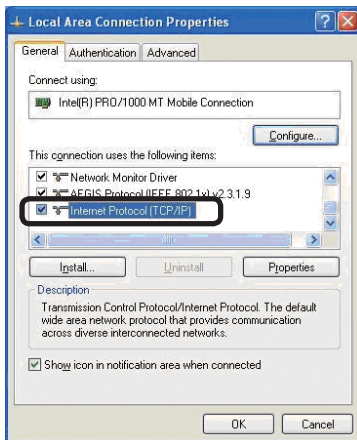 Local Area Connection Properties
General Authentication Advanced
Connect using:
Intel(R) PRO/1000 MT Mobile Connection
Configure...
This connection uses the following items:
Network Monitor Driver
AEGIS Protocol (IEEE 802.1x) v2.3.1.9
Internet Protocol (TCP/IP)
Install... Uninstall Properties
Description
Transmission Control Protocol/Internet Protocol. The default
wide area network protocol that provides communication
across diverse interconnected networks.
Show icon in notification area when connected
OK Cancel